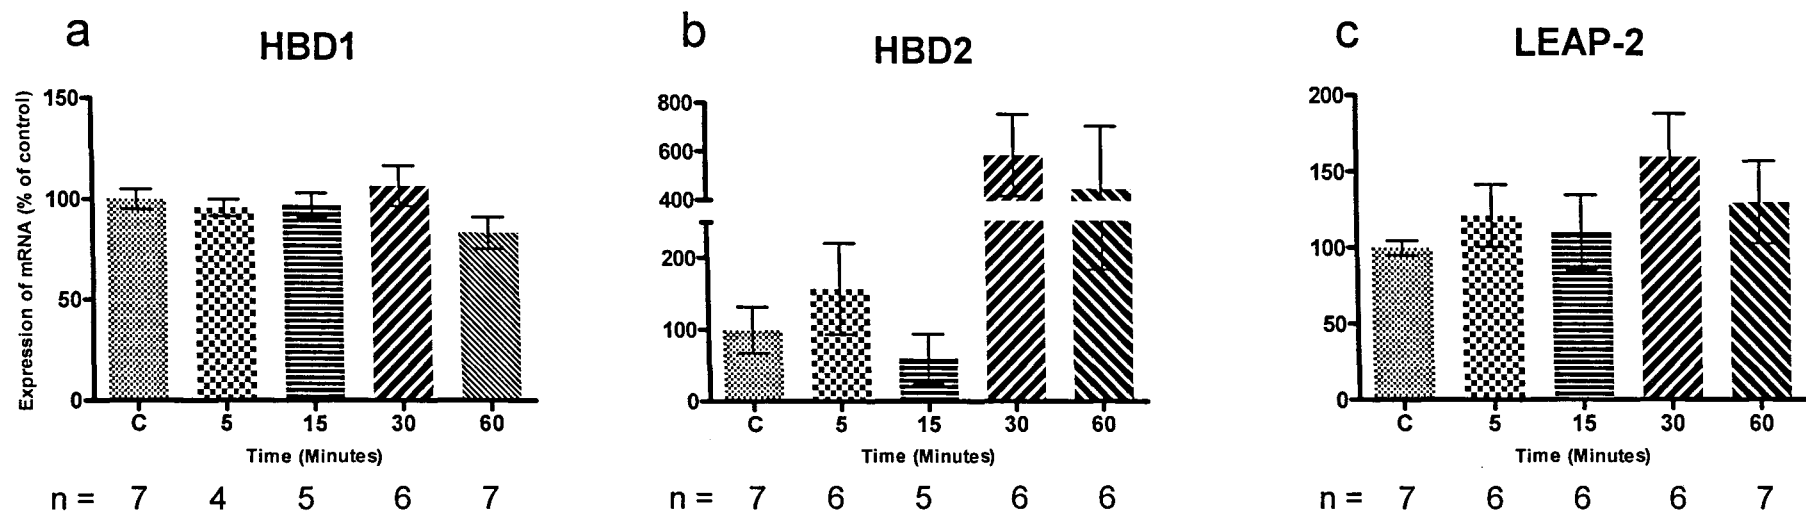 a
HBD1
Expression of mRNA (% of control)
150
100
50
0
C 5 15 30 60
Time (Minutes)
n = 7 4 5 6 7
b
HBD2
800
600
400
200
100
0
C 5 15 30 60
Time (Minutes)
7 6 5 6 6
c
LEAP-2
200
150
100
50
0
C 5 15 30 60
Time (Minutes)
n = 7 6 6 6 7